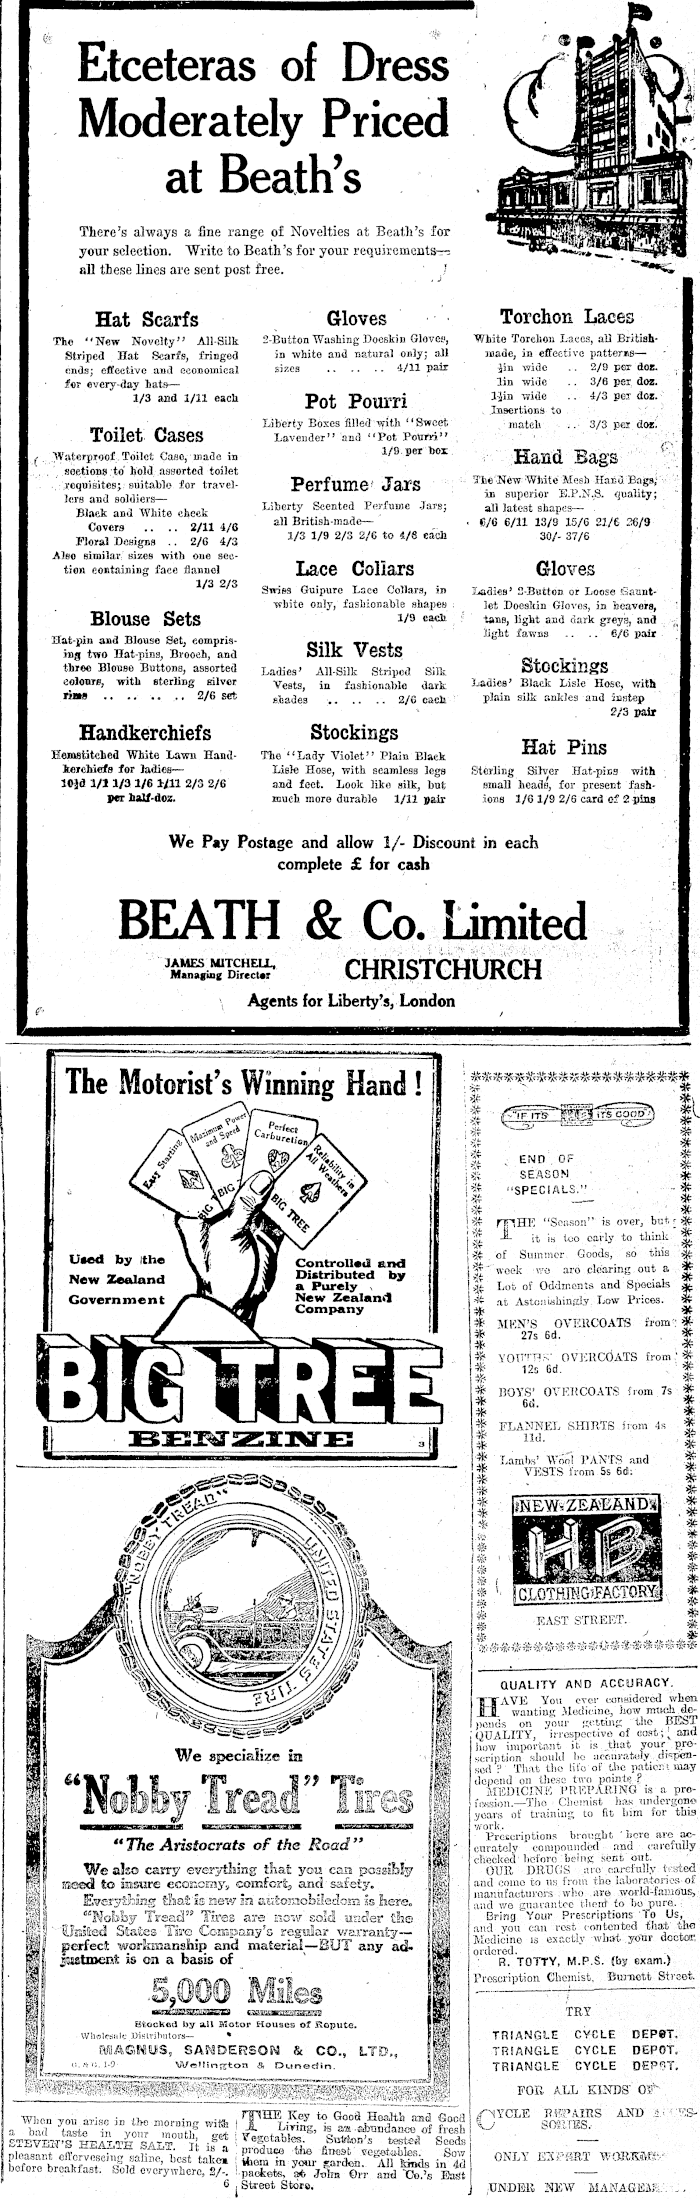 Etceteras of Dress
Moderately Priced
at Beath's
There's always a fine range of Novelties at Beath's for
your selection. Write to Beath's for your requirements—
all these lines are sent post free.
Hat Scarfs
The "New Novelty" All-Silk
Striped Hat Scarfs, fringed
ends; effective and economical
for every-day hats—
1/3 and 1/11 each
Toilet Cases
Waterproof Toilet Case, made in
sections to hold assorted toilet
requisites; suitable for travel-
lers and soldiers—
Black and White check
Covers .. .. 2/11 4/6
Floral Designs .. 2/6 4/3
Also similar sizes with one sec-
tion containing face flannel
1/3 2/3
Blouse Sets
Hat-pin and Blouse Set, compris-
ing two Hat-pins, Brooch, and
three Blouse Buttons, assorted
colours, with sterling silver
rims .. .. .. .. 2/6 set
Handkerchiefs
Hemstitched White Lawn Hand-
kerchiefs for ladies—
10½d 1/1 1/3 1/6 1/11 2/3 2/6
per half-doz.
Gloves
2-Button Washing Doeskin Gloves,
in white and natural only; all
sizes .. .. .. 4/11 pair
Pot Pourri
Liberty Boxes filled with "Sweet
Lavender" and "Pot Pourri"
1/9 per box
Perfume Jars
Liberty Scented Perfume Jars;
all British-made—
1/3 1/9 2/3 2/6 to 4/6 each
Lace Collars
Swiss Guipure Lace Collars, in
white only, fashionable shapes
1/9 each
Silk Vests
Ladies' All-Silk Striped Silk
Vests, in fashionable dark
shades .. .. .. 2/6 each
Stockings
The "Lady Violet" Plain Black
Lisle Hose, with seamless legs
and feet. Look like silk, but
much more durable 1/11 pair
Torchon Laces
White Torchon Laces, all British-
made, in effective patterns—
½in wide .. 2/9 per doz.
1in wide .. 3/6 per doz.
1½in wide .. 4/3 per doz.
Insertions to
match .. 3/3 per doz.
Hand Bags
The New White Mesh Hand Bags,
in superior E.P.N.S. quality;
all latest shapes—
6/6 6/11 13/9 15/6 21/6 26/9
30/- 37/6
Gloves
Ladies' 2-Button or Loose Gaunt-
let Doeskin Gloves, in beavers,
tans, light and dark greys, and
light fawns .. .. 6/6 pair
Stockings
Ladies' Black Lisle Hose, with
plain silk ankles and instep
2/3 pair
Hat Pins
Sterling Silver Hat-pins with
small heads, for present fash-
ions 1/6 1/9 2/6 card of 2 pins
We Pay Postage and allow 1/- Discount in each
complete £ for cash
BEATH & Co. Limited
JAMES MITCHELL,
Managing Director
CHRISTCHURCH
Agents for Liberty's, London
The Motorist's Winning Hand!
Easy Starting
Maximum Power
and Speed
Perfect
Carburetion
Reliability in
All Weathers
BIG
BIG
BIG TREE
Used by the
New Zealand
Government
Controlled and
Distributed by
a Purely
New Zealand
Company
BIG TREE
BENZINE
3
"NOBBY TREAD"
UNITED STATES TIRE
We specialize in
"Nobby Tread" Tires
"The Aristocrats of the Road"
We also carry everything that you can possibly
need to insure economy, comfort, and safety.
Everything that is new in automobiledom is here.
"Nobby Tread" Tires are now sold under the
United States Tire Company's regular warranty—
perfect workmanship and material—BUT any ad-
justment is on a basis of
5,000 Miles
Stocked by all Motor Houses of Repute.
Wholesale Distributors—
MAGNUS, SANDERSON & CO., LTD.,
Wellington & Dunedin.
When you arise in the morning with
a bad taste in your mouth, get
STEVEN'S HEALTH SALT. It is a
pleasant effervescing saline, best taken
before breakfast. Sold everywhere, 2/-.
6
THE Key to Good Health and Good
Living, is an abundance of fresh
Vegetables. Sutton's tested Seeds
produce the finest vegetables. Sow
them in your garden. All kinds in 4d
packets, at John Orr and Co.'s East
Street Store.
IF ITS
ITS GOOD
END OF
SEASON
"SPECIALS."
THE "Season" is over, but
it is too early to think
of Summer Goods, so this
week we are clearing out a
Lot of Oddments and Specials
at Astonishingly Low Prices.
MEN'S OVERCOATS from
27s 6d.
YOUTHS' OVERCOATS from
12s 6d.
BOYS' OVERCOATS from 7s
6d.
FLANNEL SHIRTS from 4s
11d.
Lambs' Wool PANTS and
VESTS from 5s 6d.
NEW ZEALAND
HB
CLOTHING FACTORY
EAST STREET.
QUALITY AND ACCURACY.
HAVE You ever considered when
wanting Medicine, how much de-
pends on your getting the BEST
QUALITY, irrespective of cost; and
how important it is that your pre-
scription should be accurately dispen-
sed? That the life of the patient may
depend on these two points?
MEDICINE PREPARING is a pro-
fession.—The Chemist has undergone
years of training to fit him for this
work.
Prescriptions brought here are ac-
curately compounded and carefully
checked before being sent out.
OUR DRUGS are carefully tested
and come to us from the laboratories of
manufacturers who are world-famous,
and we guarantee them to be pure.
Bring Your Prescriptions To Us,
and you can rest contented that the
Medicine is exactly what your doctor
ordered.
R. TOTTY, M.P.S. (by exam.)
Prescription Chemist. Burnett Street.
TRY
TRIANGLE CYCLE DEPOT.
TRIANGLE CYCLE DEPOT.
TRIANGLE CYCLE DEPOT.
FOR ALL KINDS OF
CYCLE REPAIRS AND ACCES-
SORIES.
ONLY EXPERT
UNDER NEW